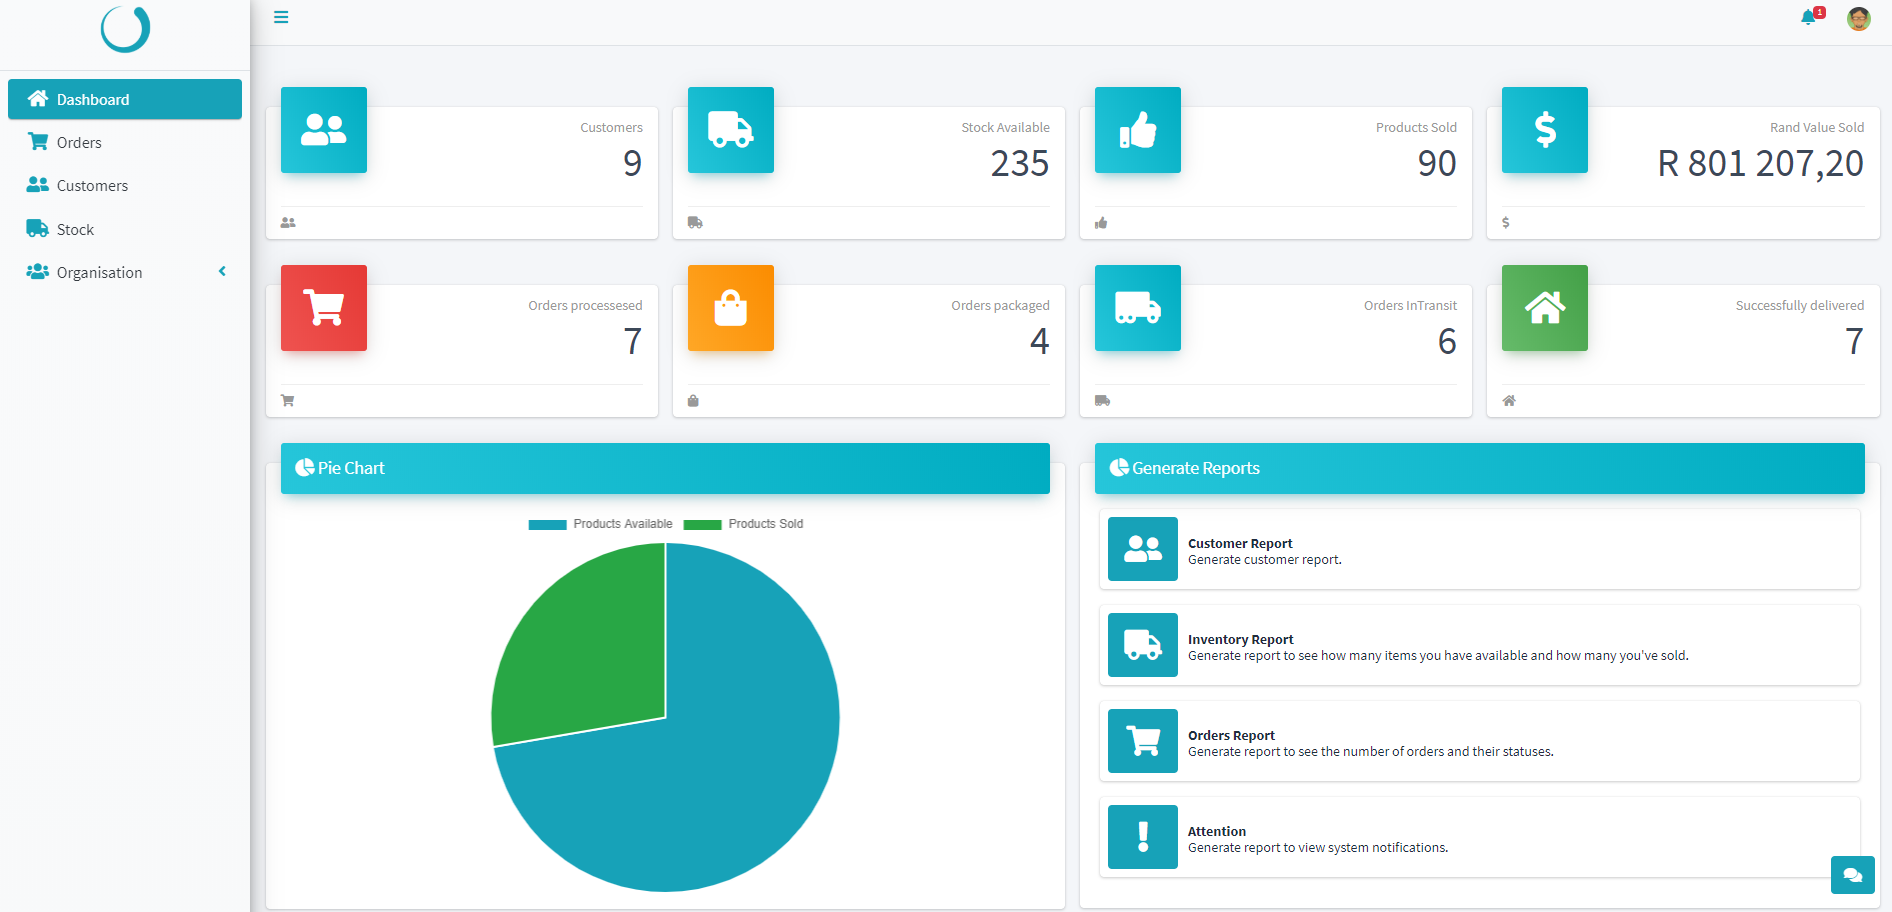 1
Dashboard
Orders
Customers
Stock
Organisation
Customers
9
Stock Available
235
Products Sold
90
Rand Value Sold
R 801 207,20
Orders processesed
7
Orders packaged
4
Orders InTransit
6
Successfully delivered
7
Pie Chart
Products Available
Products Sold
Generate Reports
Customer Report
Generate customer report.
Inventory Report
Generate report to see how many items you have available and how many you've sold.
Orders Report
Generate report to see the number of orders and their statuses.
Attention
Generate report to view system notifications.